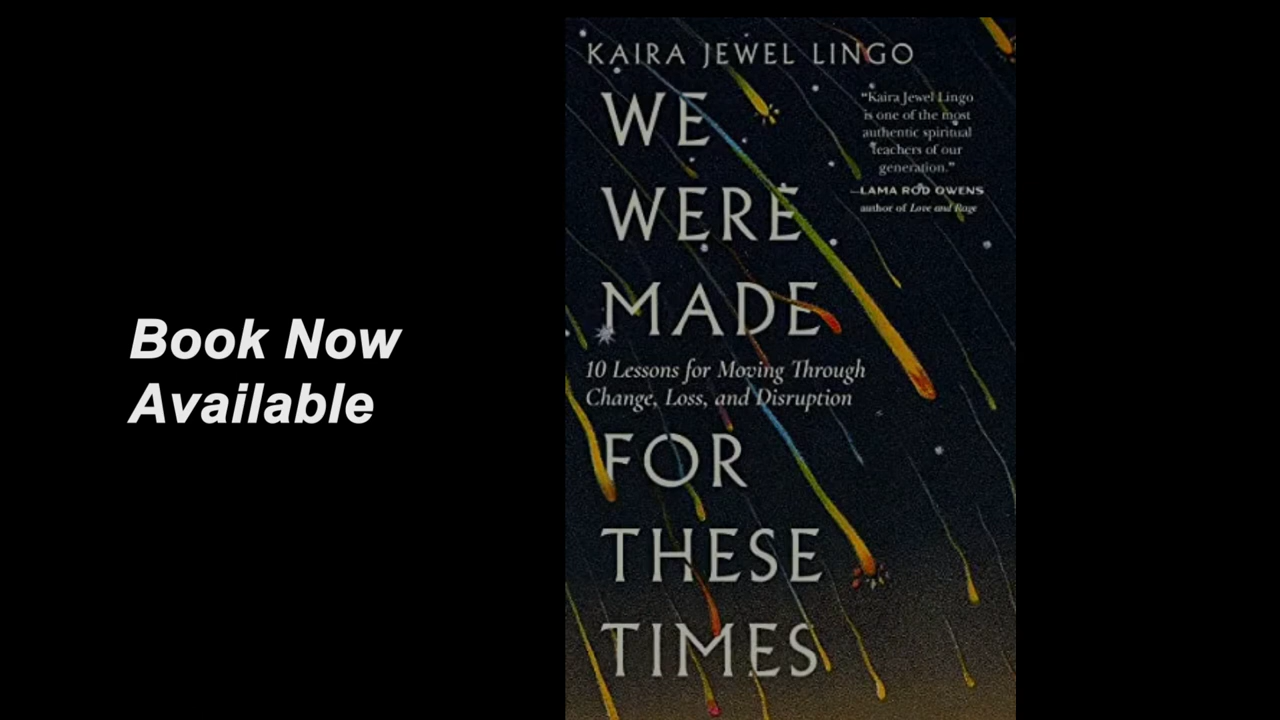 Book Now
Available
KAIRA JEWEL LINGO
WE
WERE
MADE
10 Lessons for Moving Through
Change, Loss, and Disruption
FOR
THESE
TIMES
“Kaira Jewel Lingo
is one of the most
authentic spiritual
teachers of our
generation.”
—LAMA ROD OWENS
author of Love and Rage